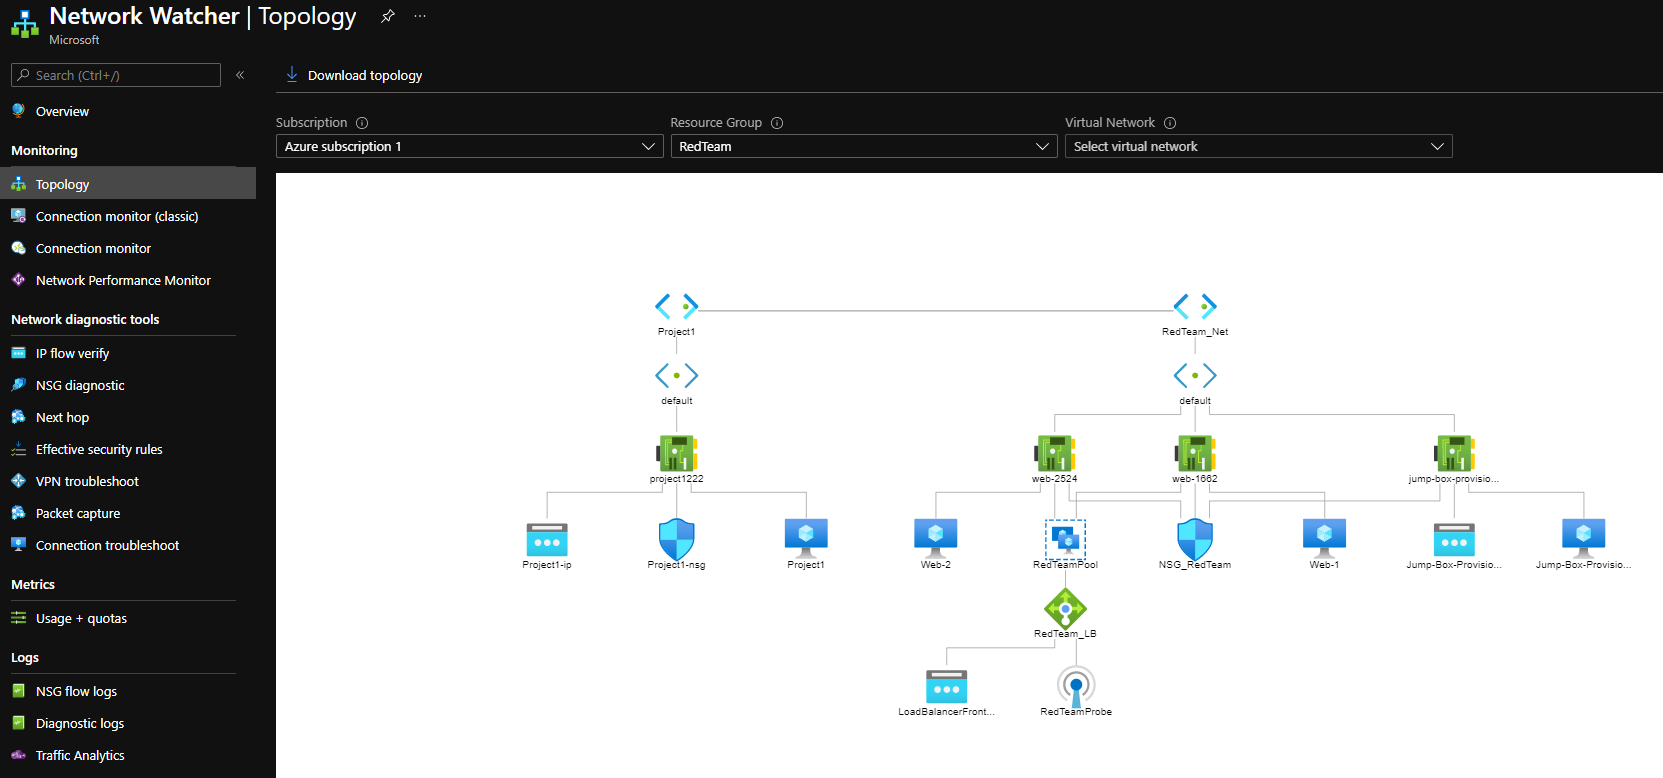 Network Watcher | Topology
Microsoft
Search (Ctrl+/)
Download topology
Overview
Subscription
Resource Group
Virtual Network
Azure subscription 1
RedTeam
Select virtual network
Monitoring
Topology
Connection monitor (classic)
Connection monitor
Network Performance Monitor
Network diagnostic tools
IP flow verify
NSG diagnostic
Next hop
Effective security rules
VPN troubleshoot
Packet capture
Connection troubleshoot
Metrics
Usage + quotas
Logs
NSG flow logs
Diagnostic logs
Traffic Analytics
Project1
RedTeam_Net
default
default
project1222
web-2524
web-1662
jump-box-provisio...
Project1-ip
Project1-nsg
Project1
Web-2
RedTeamPool
NSG_RedTeam
Web-1
Jump-Box-Provisio...
Jump-Box-Provisio...
RedTeam_LB
LoadBalancerFront...
RedTeamProbe